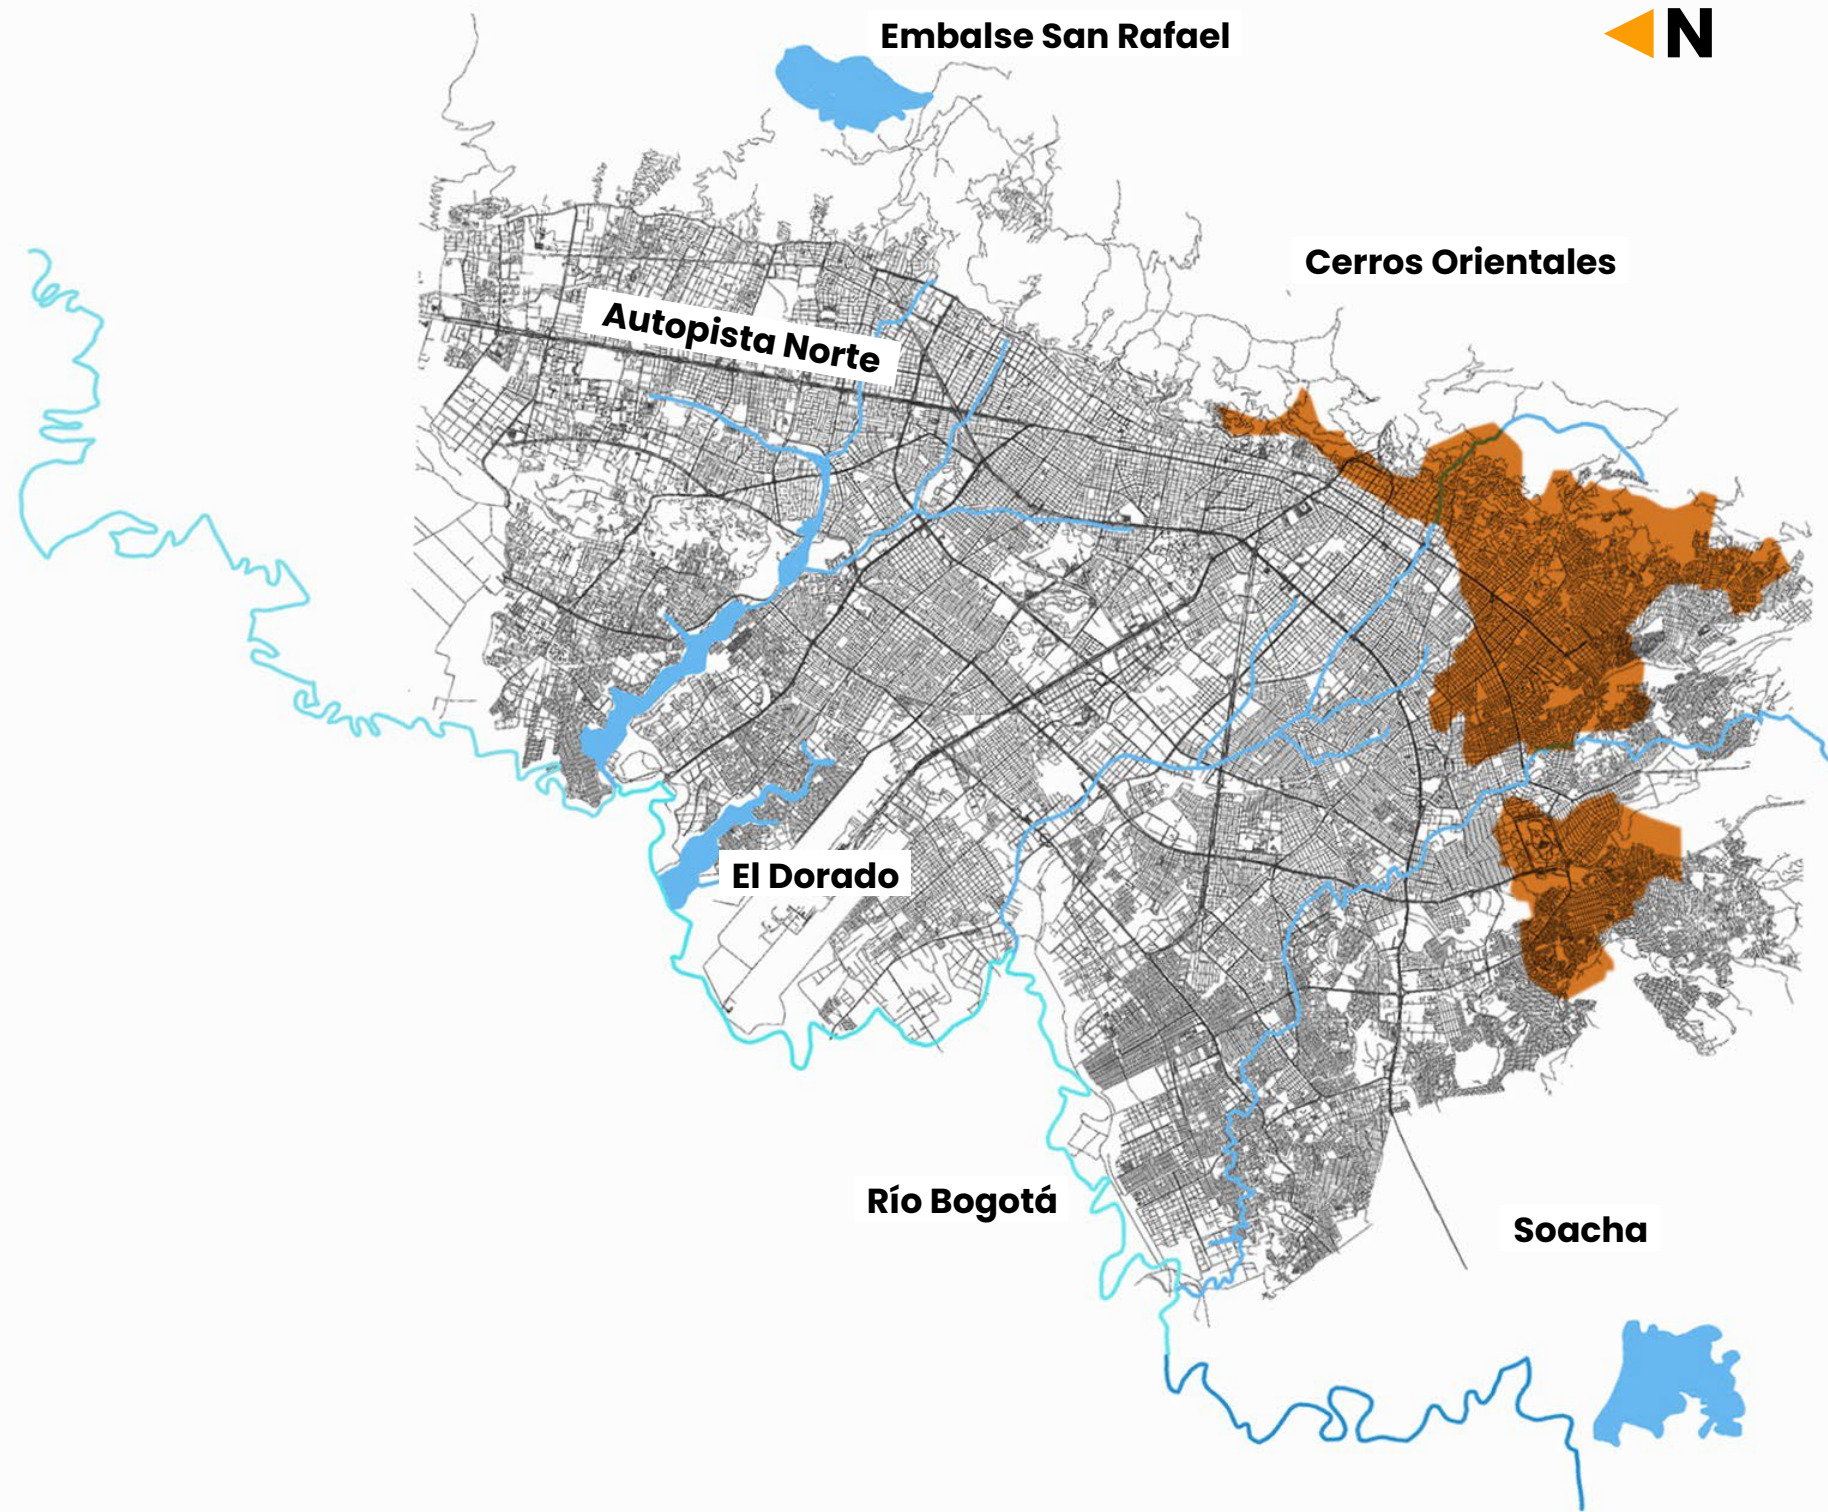 Embalse San Rafael
N
Cerros Orientales
Autopista Norte
El Dorado
Río Bogotá
Soacha